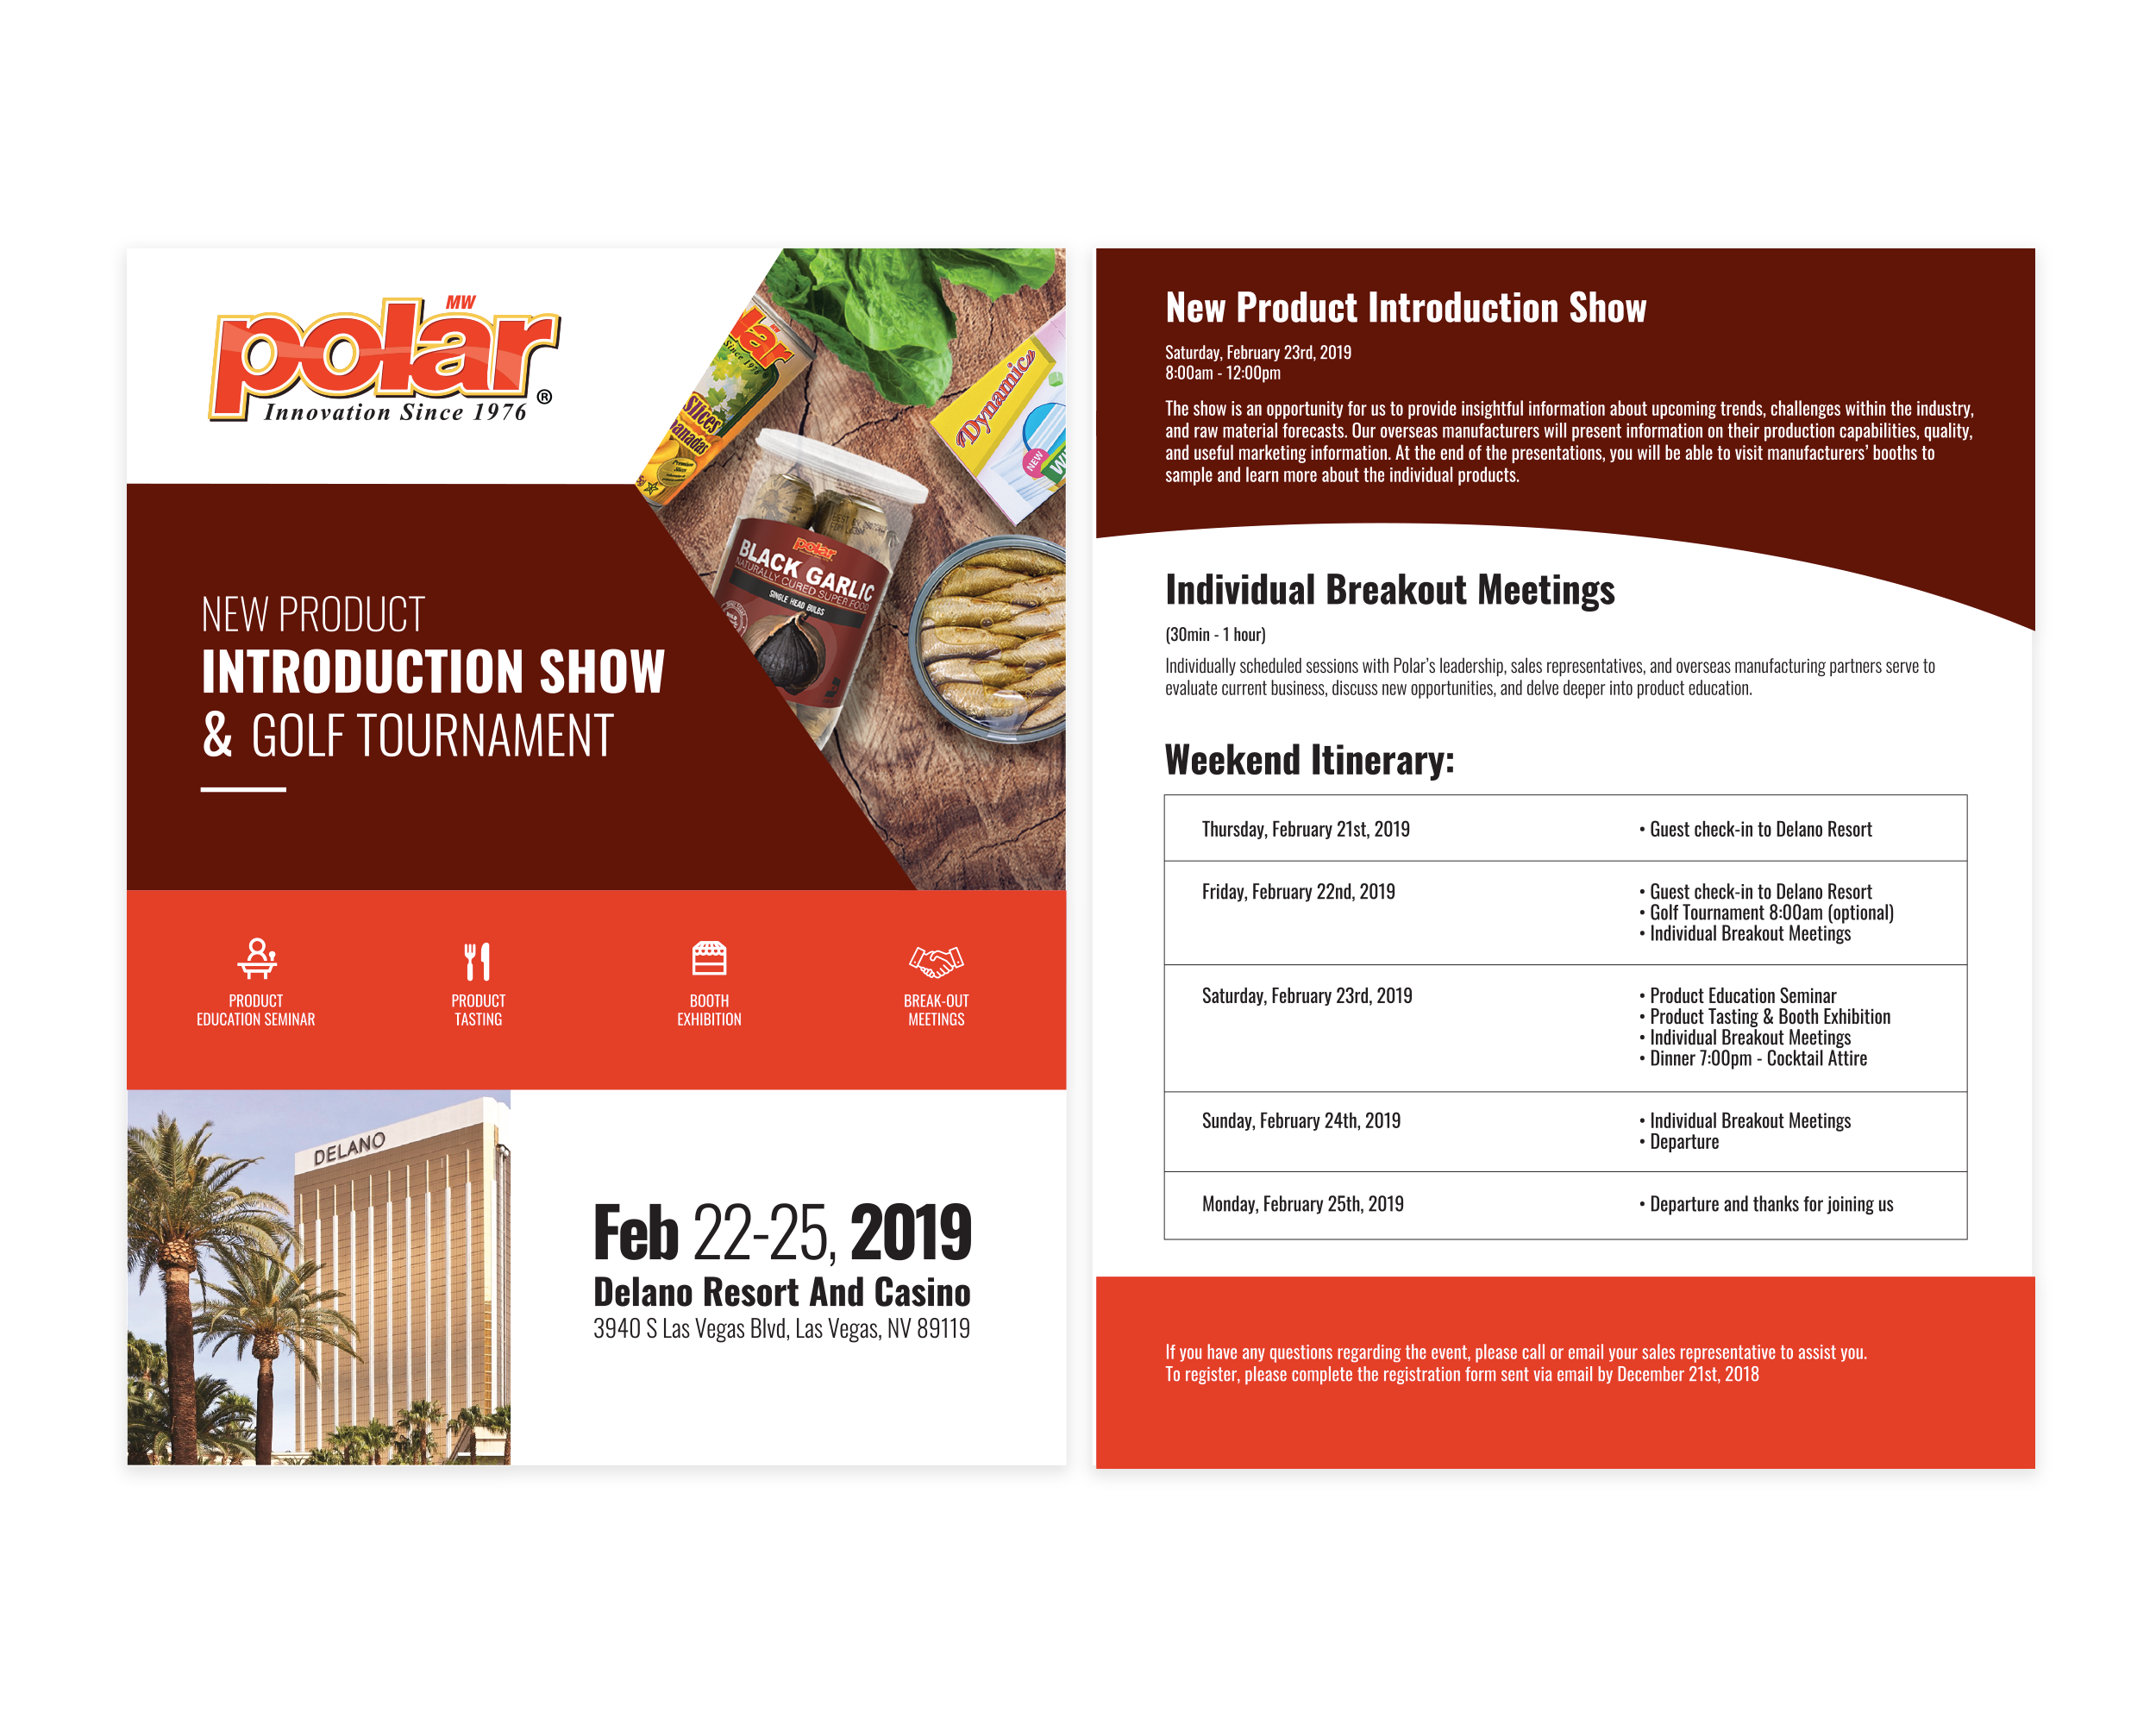 MW
polar
®
Innovation Since 1976
lar
Since 197
Slices
anadas
Premium
Dynamic
NEW
polar
BLACK GARLIC
NATURALLY CURED SUPER FOOD
SINGLE HEAD BULBS
NEW PRODUCT
INTRODUCTION SHOW
& GOLF TOURNAMENT
PRODUCT
EDUCATION SEMINAR
PRODUCT
TASTING
BOOTH
EXHIBITION
BREAK-OUT
MEETINGS
DELANO
Feb 22-25, 2019
Delano Resort And Casino
3940 S Las Vegas Blvd, Las Vegas, NV 89119
New Product Introduction Show
Saturday, February 23rd, 2019
8:00am - 12:00pm
The show is an opportunity for us to provide insightful information about upcoming trends, challenges within the industry,
and raw material forecasts. Our overseas manufacturers will present information on their production capabilities, quality,
and useful marketing information. At the end of the presentations, you will be able to visit manufacturers' booths to
sample and learn more about the individual products.
Individual Breakout Meetings
(30min - 1 hour)
Individually scheduled sessions with Polar's leadership, sales representatives, and overseas manufacturing partners serve to
evaluate current business, discuss new opportunities, and delve deeper into product education.
Weekend Itinerary:
Thursday, February 21st, 2019
• Guest check-in to Delano Resort
Friday, February 22nd, 2019
• Guest check-in to Delano Resort
• Golf Tournament 8:00am (optional)
• Individual Breakout Meetings
Saturday, February 23rd, 2019
• Product Education Seminar
• Product Tasting & Booth Exhibition
• Individual Breakout Meetings
• Dinner 7:00pm - Cocktail Attire
Sunday, February 24th, 2019
• Individual Breakout Meetings
• Departure
Monday, February 25th, 2019
• Departure and thanks for joining us
If you have any questions regarding the event, please call or email your sales representative to assist you.
To register, please complete the registration form sent via email by December 21st, 2018